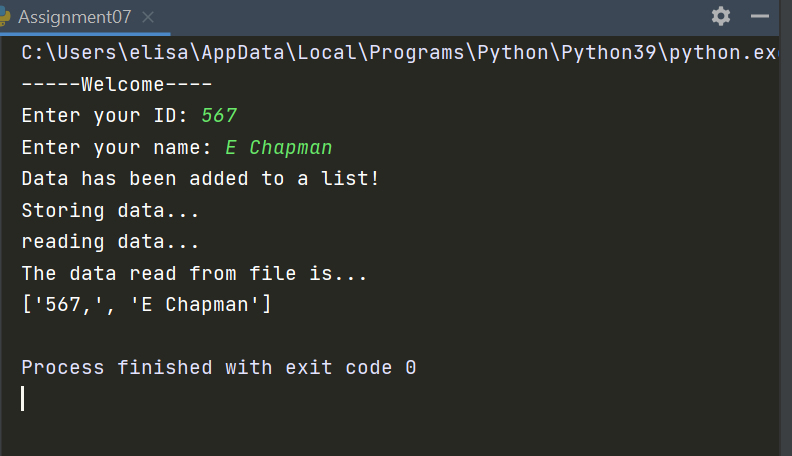 Assignment07
C:\Users\elisa\AppData\Local\Programs\Python\Python39\python.exe
-----Welcome----
Enter your ID: 567
Enter your name: E Chapman
Data has been added to a list!
Storing data...
reading data...
The data read from file is...
['567,', 'E Chapman']
Process finished with exit code 0